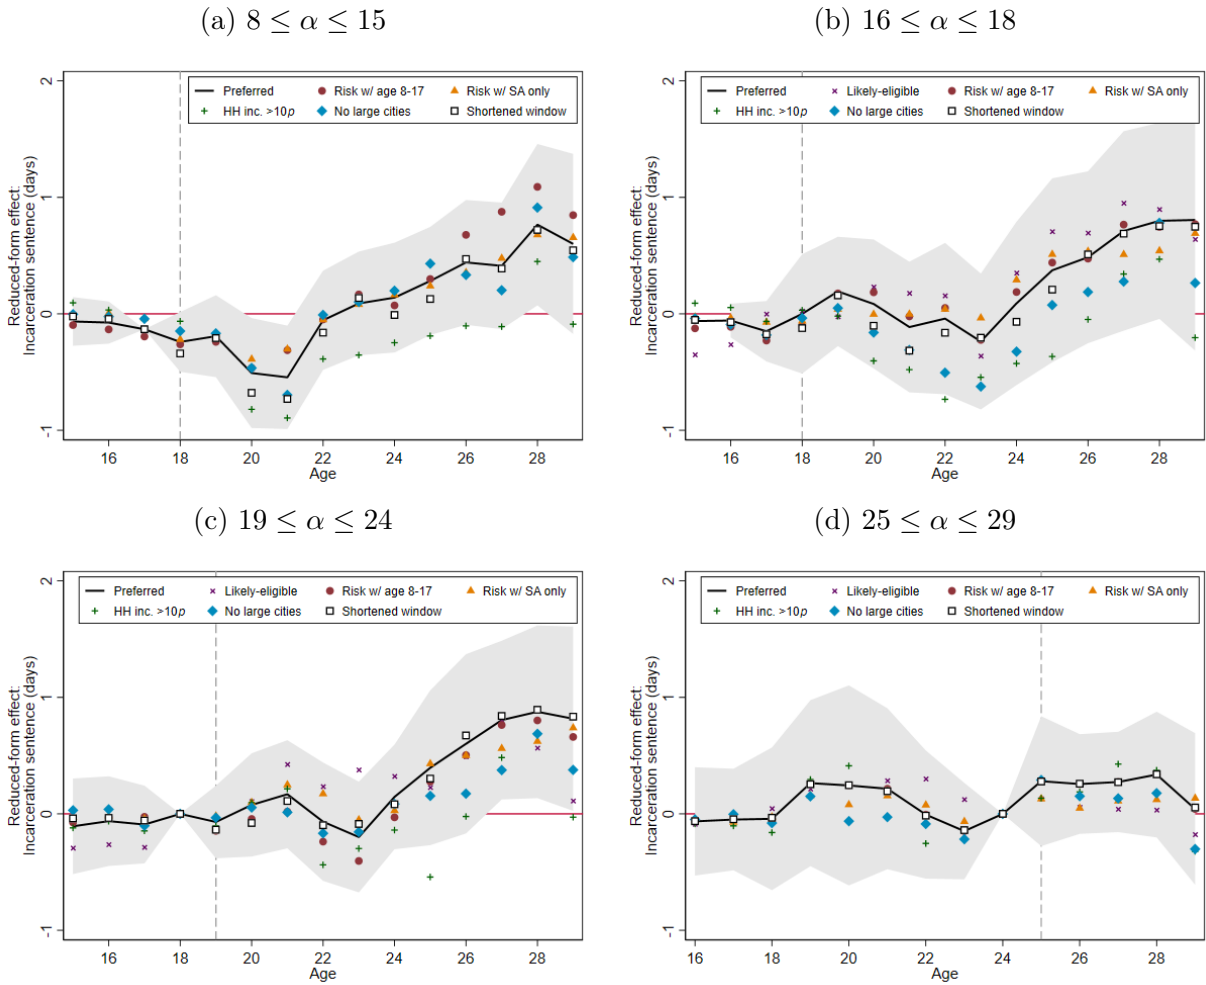 (a) 8 ≤ α ≤ 15
Preferred
Risk w/ age 8-17
Risk w/ SA only
HH inc. >10p
No large cities
Shortened window
Reduced-form effect:
Incarceration sentence (days)
2
1
0
-1
16 18 20 22 24 26 28
Age
(b) 16 ≤ α ≤ 18
Preferred
Likely-eligible
Risk w/ age 8-17
Risk w/ SA only
HH inc. >10p
No large cities
Shortened window
Reduced-form effect:
Incarceration sentence (days)
2
1
0
-1
16 18 20 22 24 26 28
Age
(c) 19 ≤ α ≤ 24
Preferred
Likely-eligible
Risk w/ age 8-17
Risk w/ SA only
HH inc. >10p
No large cities
Shortened window
Reduced-form effect:
Incarceration sentence (days)
2
1
0
-1
16 18 20 22 24 26 28
Age
(d) 25 ≤ α ≤ 29
Preferred
Likely-eligible
Risk w/ age 8-17
Risk w/ SA only
HH inc. >10p
No large cities
Shortened window
Reduced-form effect:
Incarceration sentence (days)
2
1
0
-1
16 18 20 22 24 26 28
Age